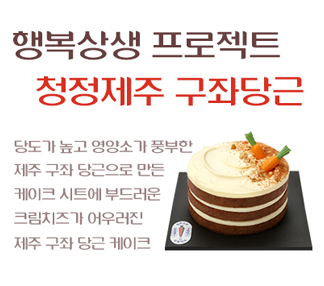 행복상생 프로젝트
청정제주 구좌당근
당도가 높고 영양소가 풍부한
제주 구좌 당근으로 만든
케이크 시트에 부드러운
크림치즈가 어우러진
제주 구좌 당근 케이크